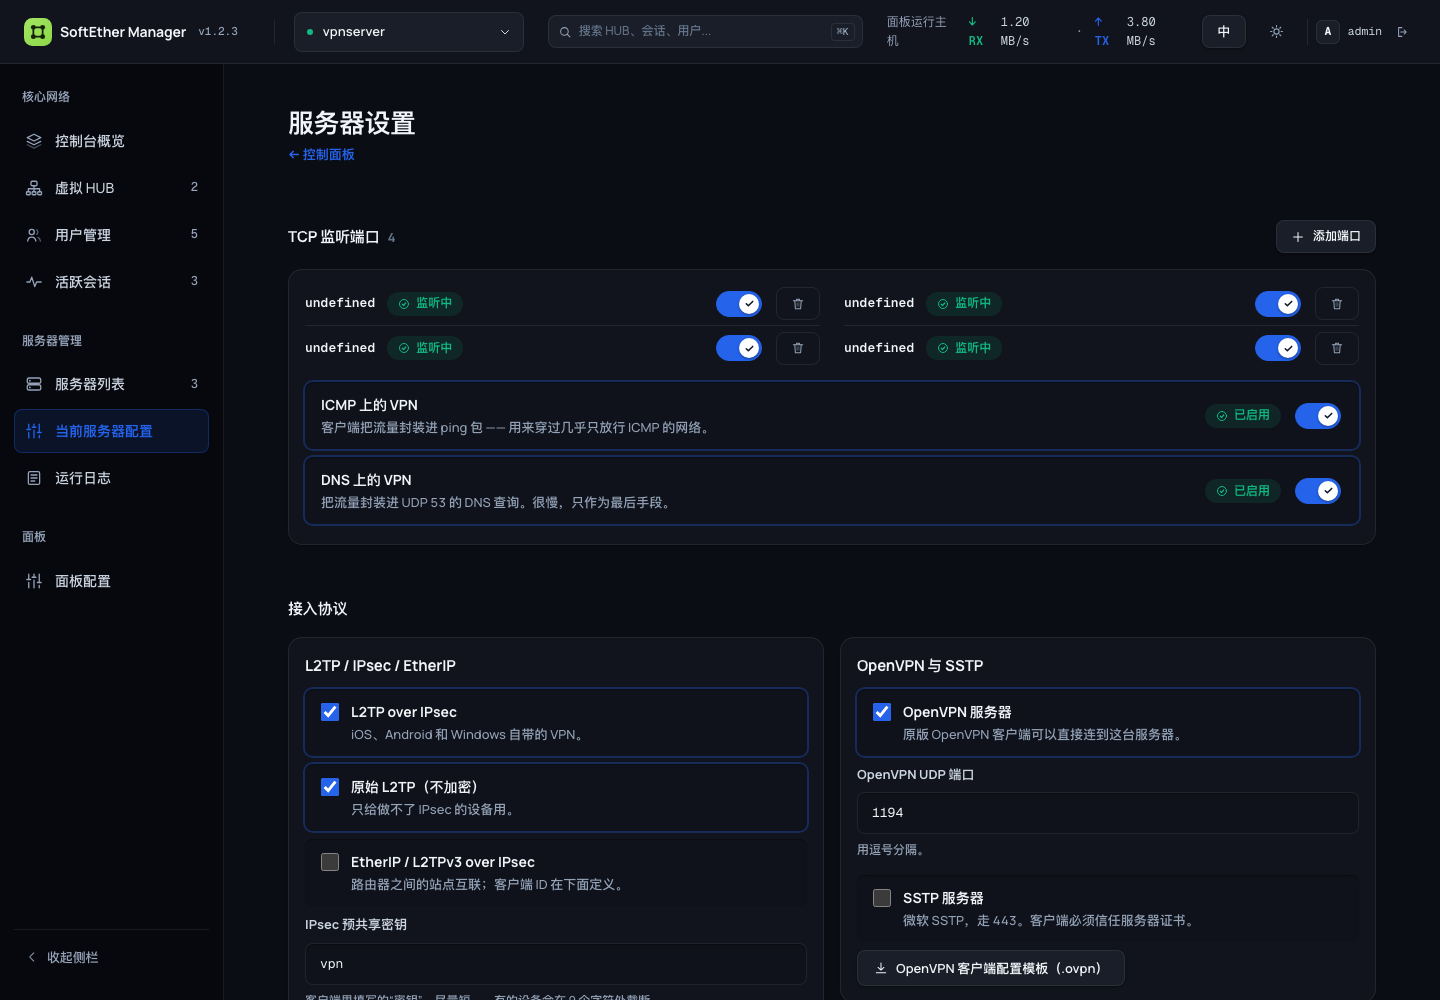 SoftEther Manager v1.2.3
vpnserver
搜索 HUB、会话、用户... ⌘K
面板运行主机
↓ RX 1.20 MB/s · ↑ TX 3.80 MB/s
中
A admin
核心网络
控制台概览
虚拟 HUB 2
用户管理 5
活跃会话 3
服务器管理
服务器列表 3
当前服务器配置
运行日志
面板
面板配置
收起侧栏
服务器设置
← 控制面板
TCP 监听端口 4
添加端口
undefined 监听中
undefined 监听中
undefined 监听中
undefined 监听中
ICMP 上的 VPN
客户端把流量封装进 ping 包 —— 用来穿过几乎只放行 ICMP 的网络。
已启用
DNS 上的 VPN
把流量封装进 UDP 53 的 DNS 查询。很慢，只作为最后手段。
已启用
接入协议
L2TP / IPsec / EtherIP
L2TP over IPsec
iOS、Android 和 Windows 自带的 VPN。
原始 L2TP（不加密）
只给做不了 IPsec 的设备用。
EtherIP / L2TPv3 over IPsec
路由器之间的站点互联；客户端 ID 在下面定义。
IPsec 预共享密钥
vpn
OpenVPN 与 SSTP
OpenVPN 服务器
原版 OpenVPN 客户端可以直接连到这台服务器。
OpenVPN UDP 端口
1194
用逗号分隔。
SSTP 服务器
微软 SSTP，走 443。客户端必须信任服务器证书。
OpenVPN 客户端配置模板（.ovpn）